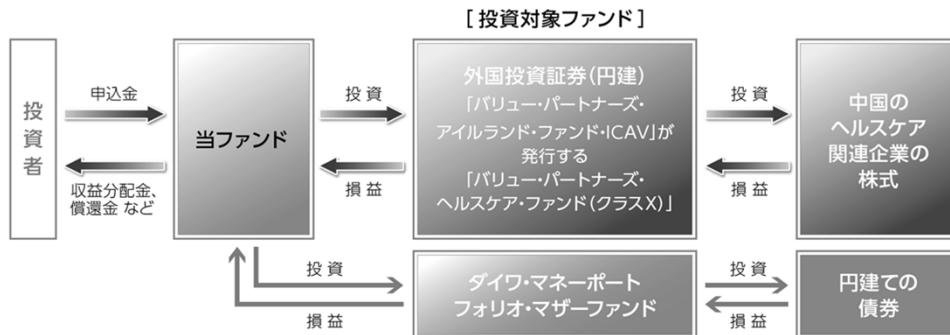 [投資対象ファンド]
投資者
申込金
収益分配金、
償還金 など
当ファンド
投資
損益
外国投資証券(円建)
「バリュー・パートナーズ・
アイルランド・ファンド・ICAV」が
発行する
「バリュー・パートナーズ・
ヘルスケア・ファンド(クラスX)」
投資
損益
中国の
ヘルスケア
関連企業の
株式
投資
損益
ダイワ・マネーポート
フォリオ・マザーファンド
投資
損益
円建ての
債券